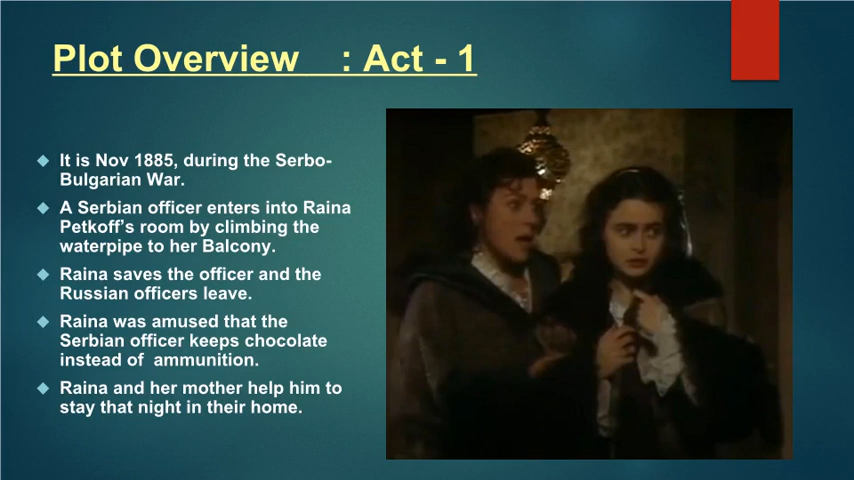 Plot Overview : Act - 1
It is Nov 1885, during the Serbo-
Bulgarian War.
A Serbian officer enters into Raina
Petkoff's room by climbing the
waterpipe to her Balcony.
Raina saves the officer and the
Russian officers leave.
Raina was amused that the
Serbian officer keeps chocolate
instead of ammunition.
Raina and her mother help him to
stay that night in their home.